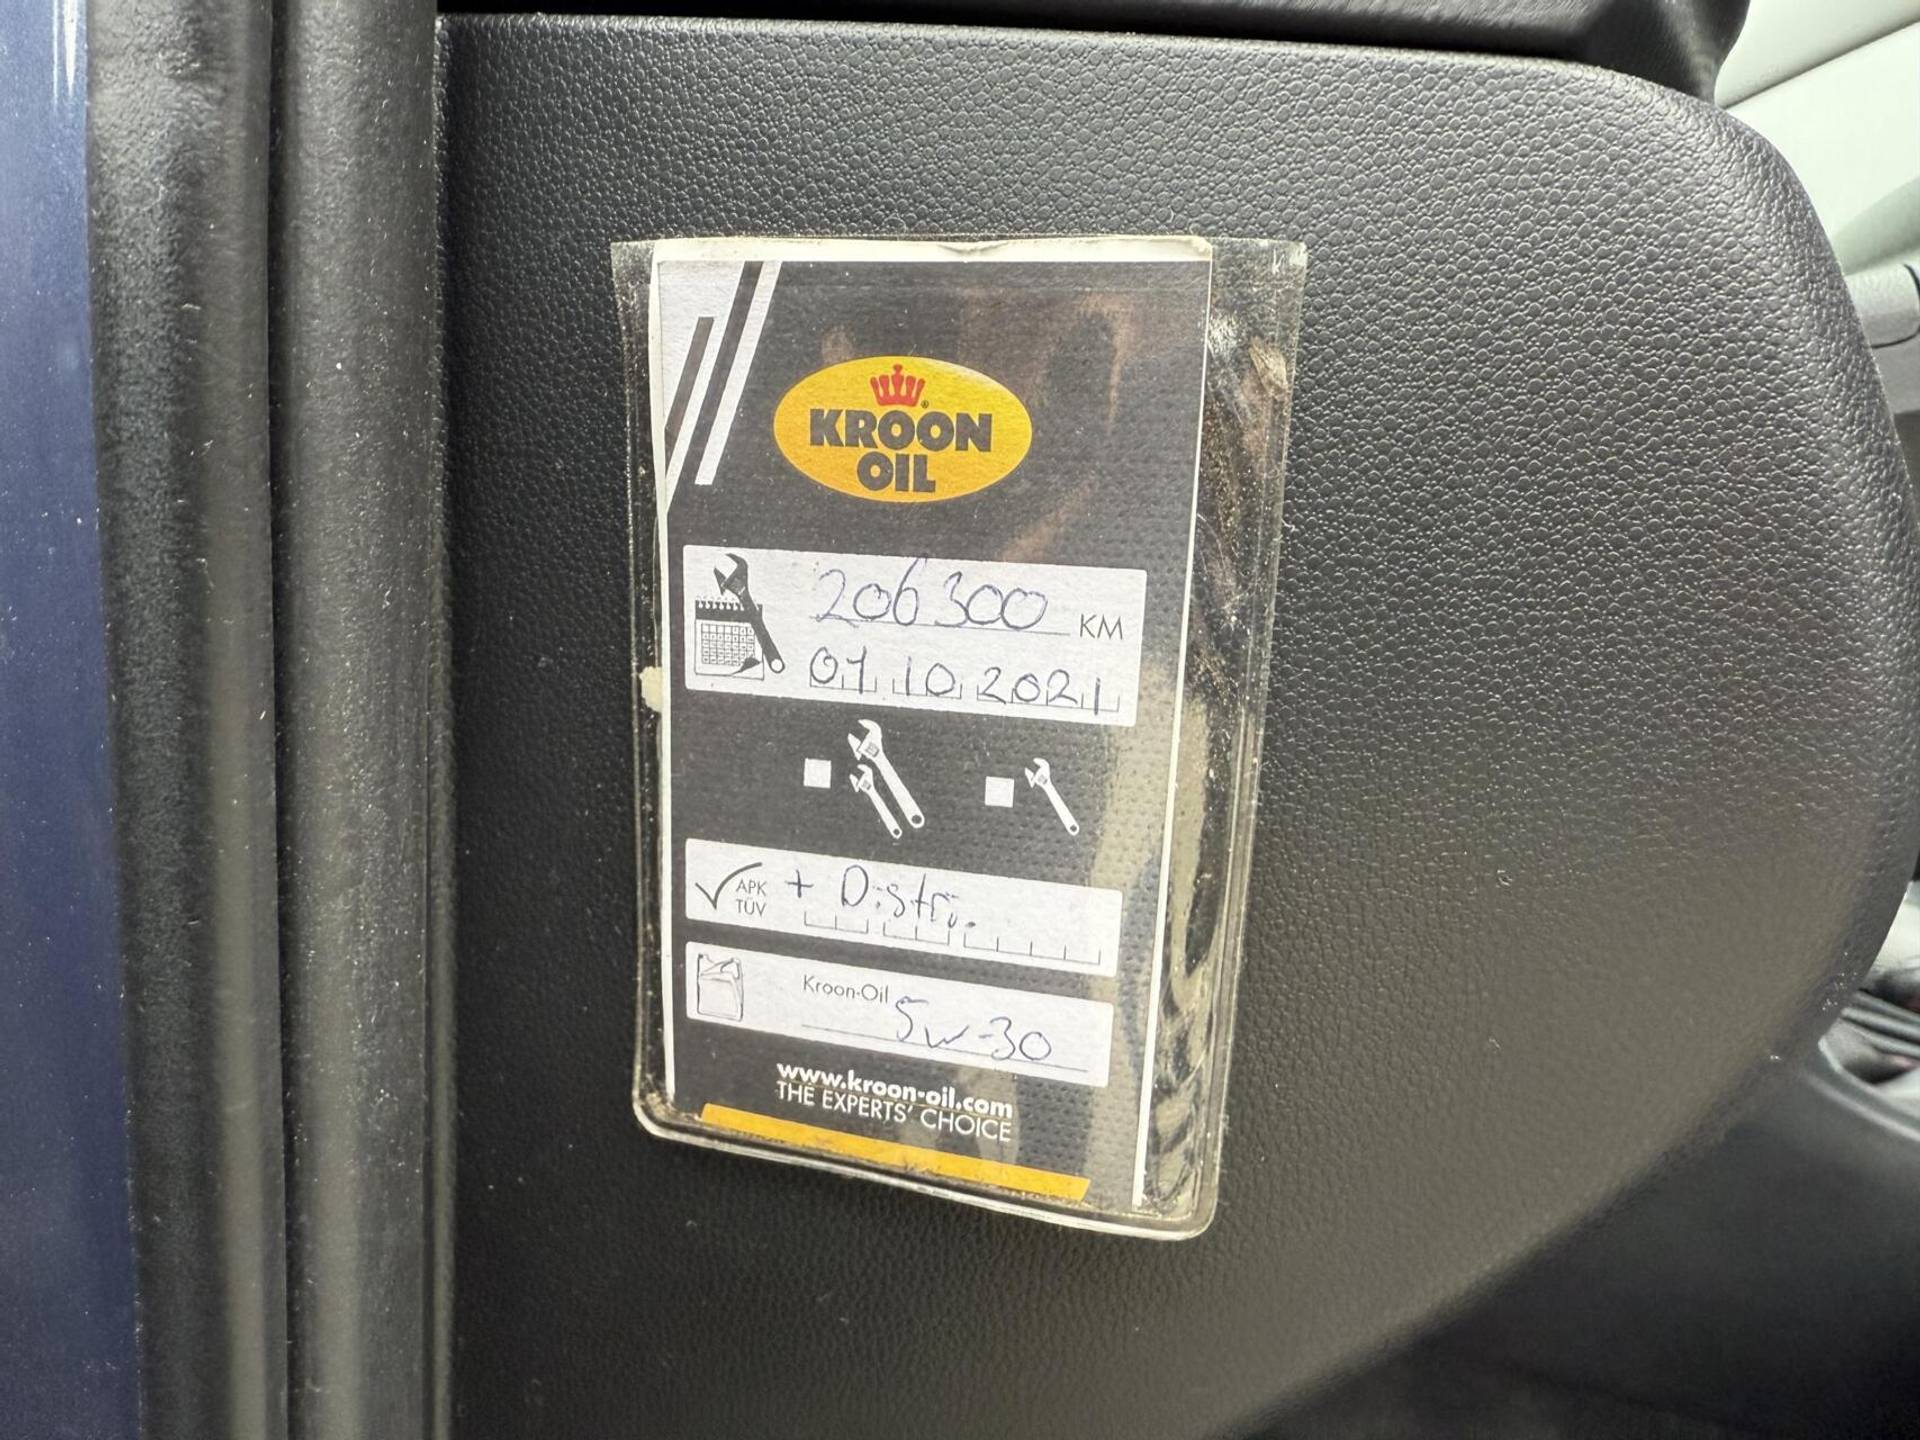 KROON
OIL
206300 KM
07 10 2021
APK
TÜV
+ Distri.
Kroon-Oil
5W-30
www.kroon-oil.com
THE EXPERTS' CHOICE